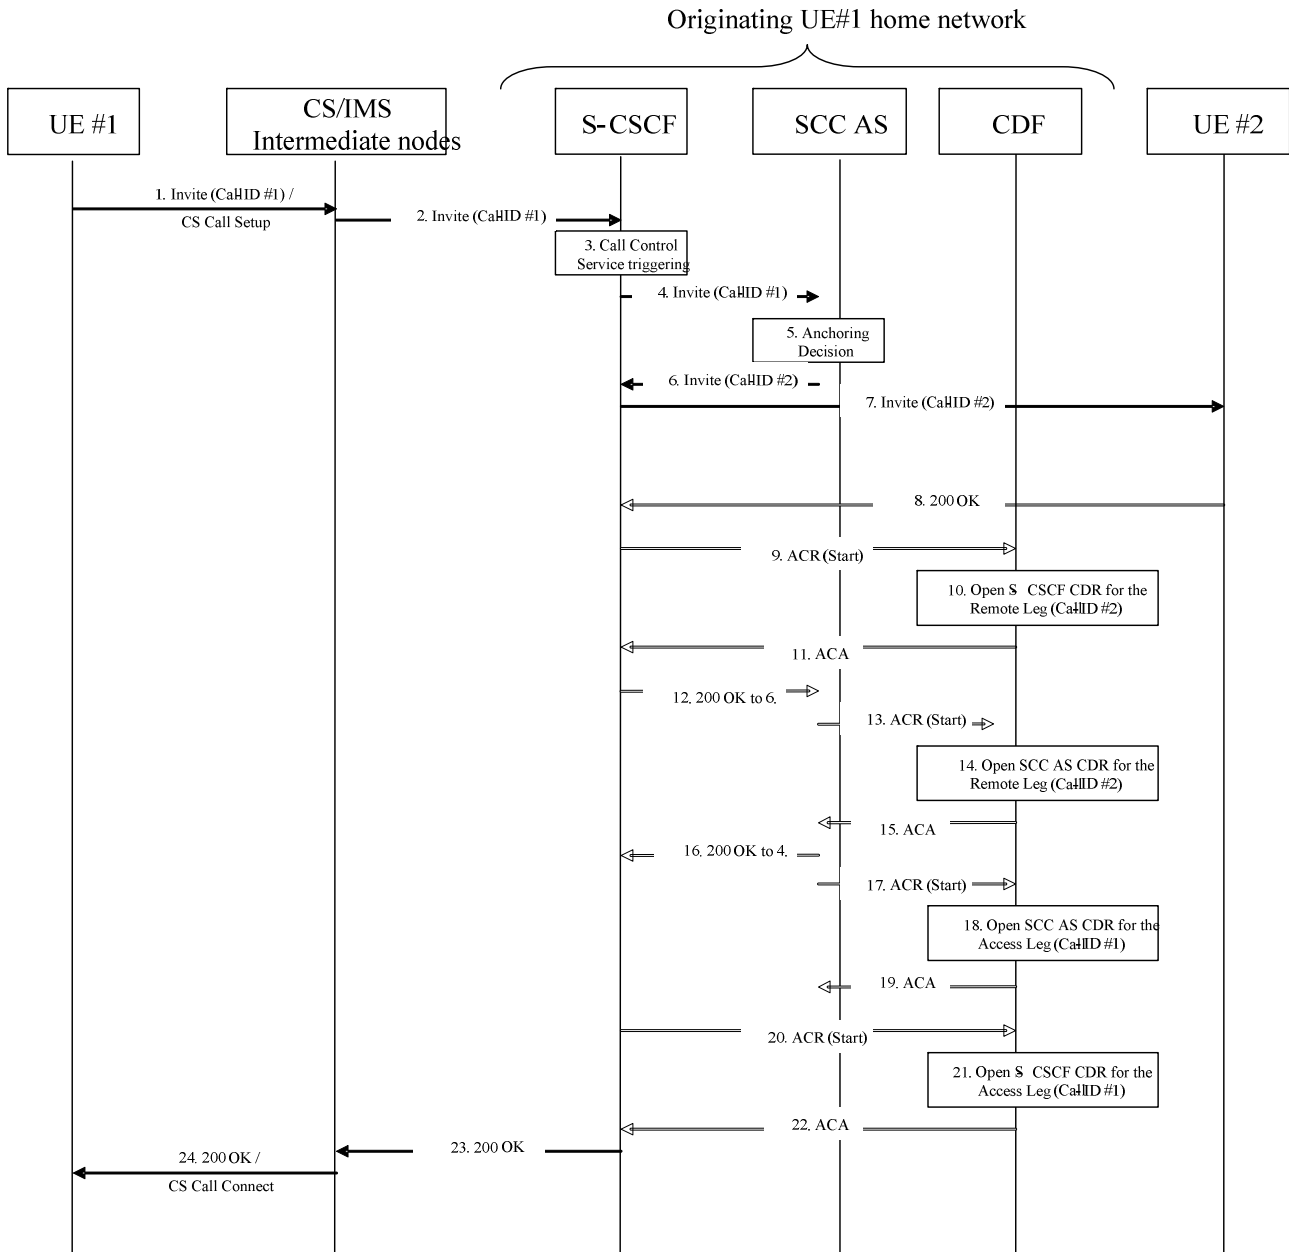 Originating UE#1 home network
UE #1
CS/IMS
Intermediate nodes
S-CSCF
SCC AS
CDF
UE #2
1. Invite (Call-ID #1) /
CS Call Setup
2. Invite (Call-ID #1)
3. Call Control
Service triggering
4. Invite (Call-ID #1)
5. Anchoring
Decision
6. Invite (Call-ID #2)
7. Invite (Call-ID #2)
8. 200 OK
9. ACR (Start)
10. Open S- CSCF CDR for the
Remote Leg (Call-ID #2)
11. ACA
12. 200 OK to 6.
13. ACR (Start)
14. Open SCC AS CDR for the
Remote Leg (Call-ID #2)
15. ACA
16. 200 OK to 4.
17. ACR (Start)
18. Open SCC AS CDR for the
Access Leg (Call-ID #1)
19. ACA
20. ACR (Start)
21. Open S- CSCF CDR for the
Access Leg (Call-ID #1)
22. ACA
23. 200 OK
24. 200 OK /
CS Call Connect